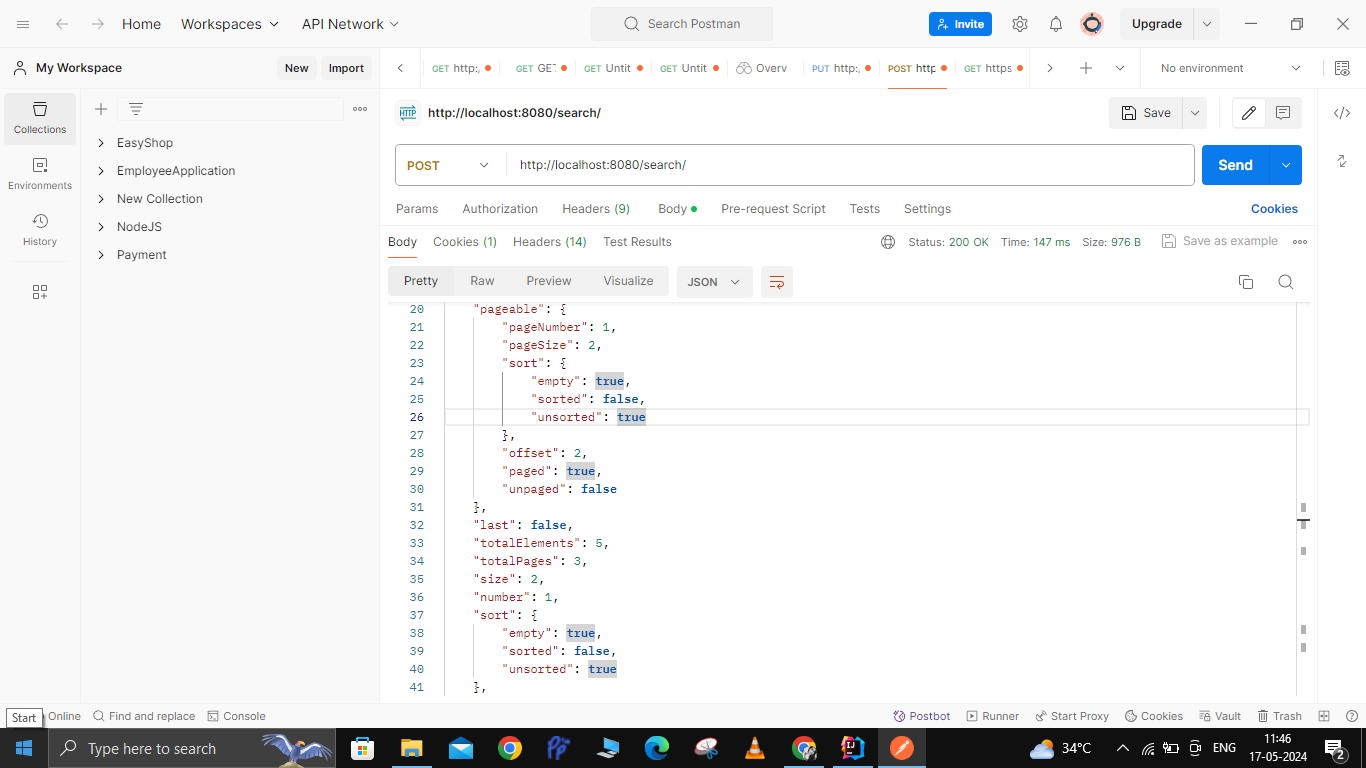 Home Workspaces API Network Search Postman Invite Upgrade
My Workspace New Import GET http:, GET GET GET Untit GET Untit Overv PUT http:, POST http GET https No environment
Collections
Environments
History
EasyShop
EmployeeApplication
New Collection
NodeJS
Payment
HTTP http://localhost:8080/search/ Save
POST http://localhost:8080/search/ Send
Params Authorization Headers (9) Body Pre-request Script Tests Settings Cookies
Body Cookies (1) Headers (14) Test Results Status: 200 OK Time: 147 ms Size: 976 B Save as example
Pretty Raw Preview Visualize JSON
20 "pageable": {
21 "pageNumber": 1,
22 "pageSize": 2,
23 "sort": {
24 "empty": true,
25 "sorted": false,
26 "unsorted": true
27 },
28 "offset": 2,
29 "paged": true,
30 "unpaged": false
31 },
32 "last": false,
33 "totalElements": 5,
34 "totalPages": 3,
35 "size": 2,
36 "number": 1,
37 "sort": {
38 "empty": true,
39 "sorted": false,
40 "unsorted": true
41 },
Start Online Find and replace Console Postbot Runner Start Proxy Cookies Vault Trash
Type here to search 34°C ENG 11:46
17-05-2024 2